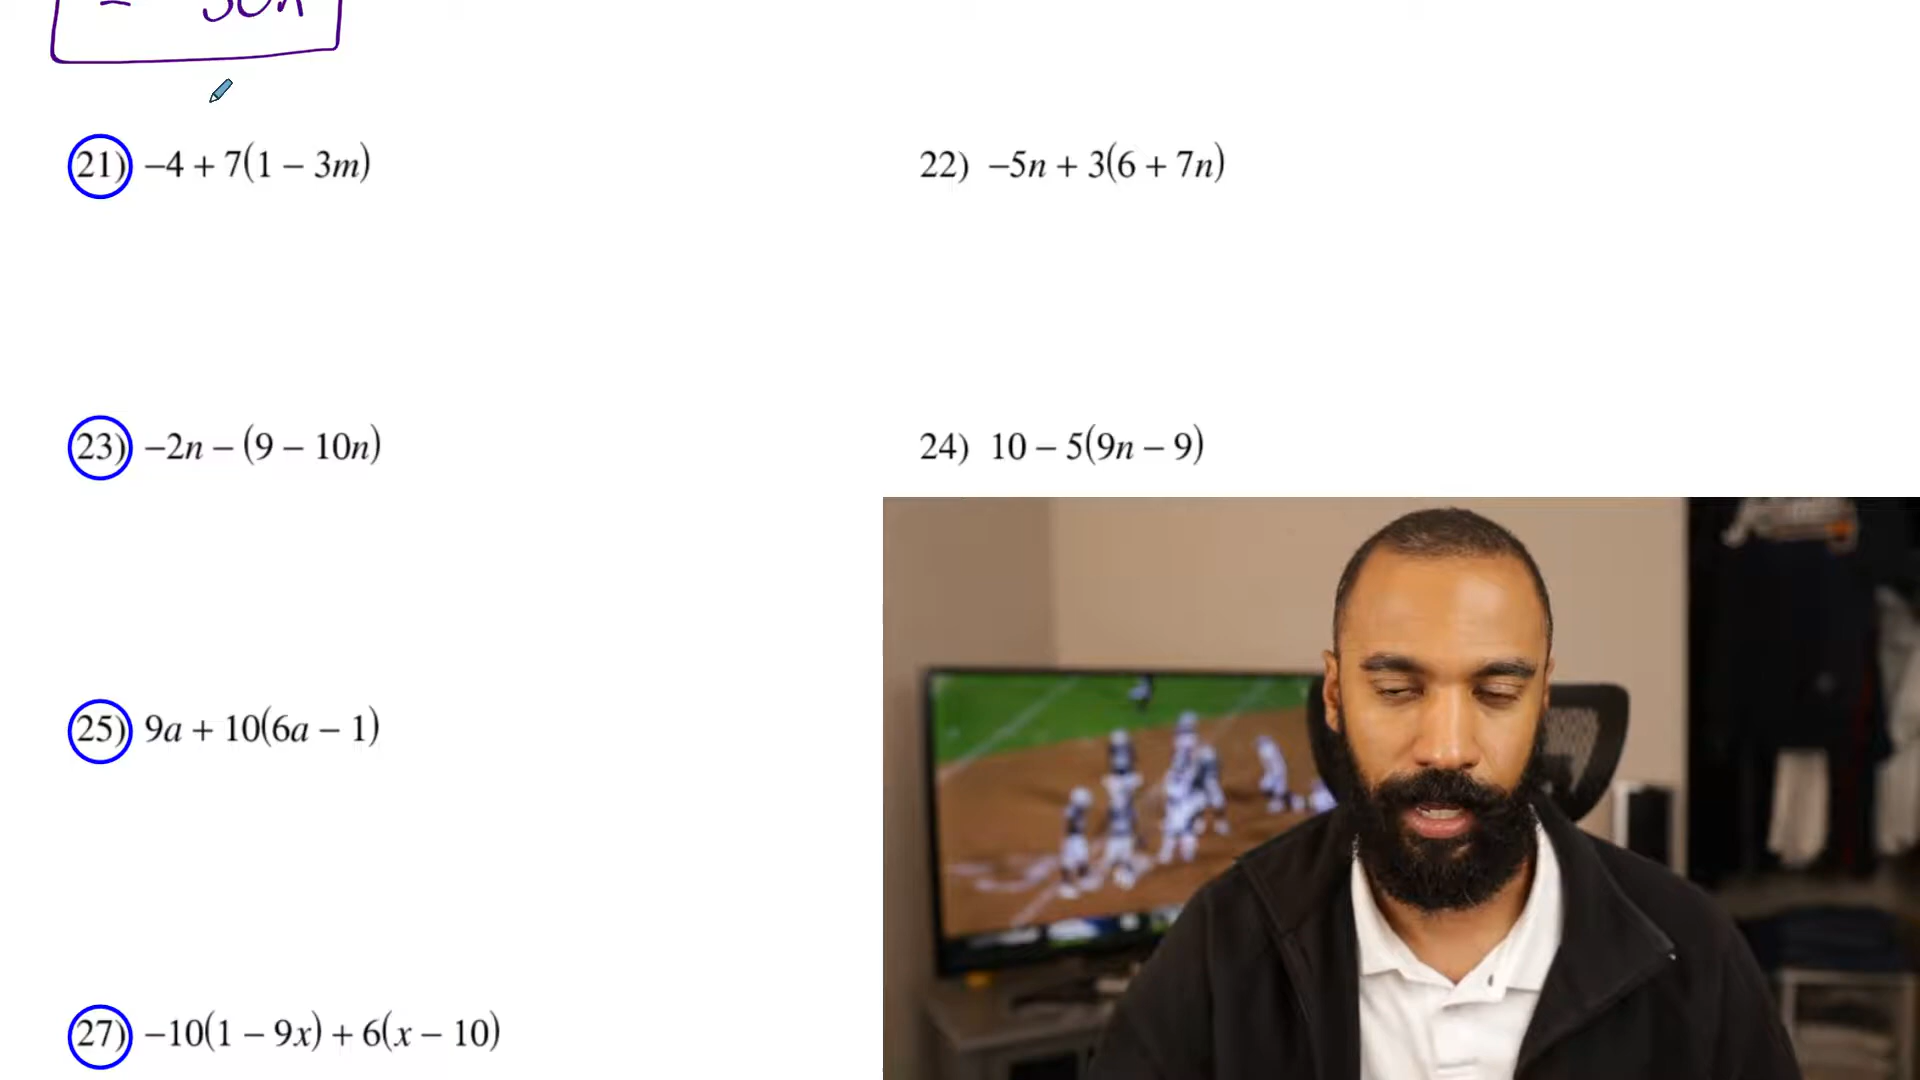 21) −4 + 7(1 − 3m)
22) −5n + 3(6 + 7n)
23) −2n − (9 − 10n)
24) 10 − 5(9n − 9)
25) 9a + 10(6a − 1)
27) −10(1 − 9x) + 6(x − 10)